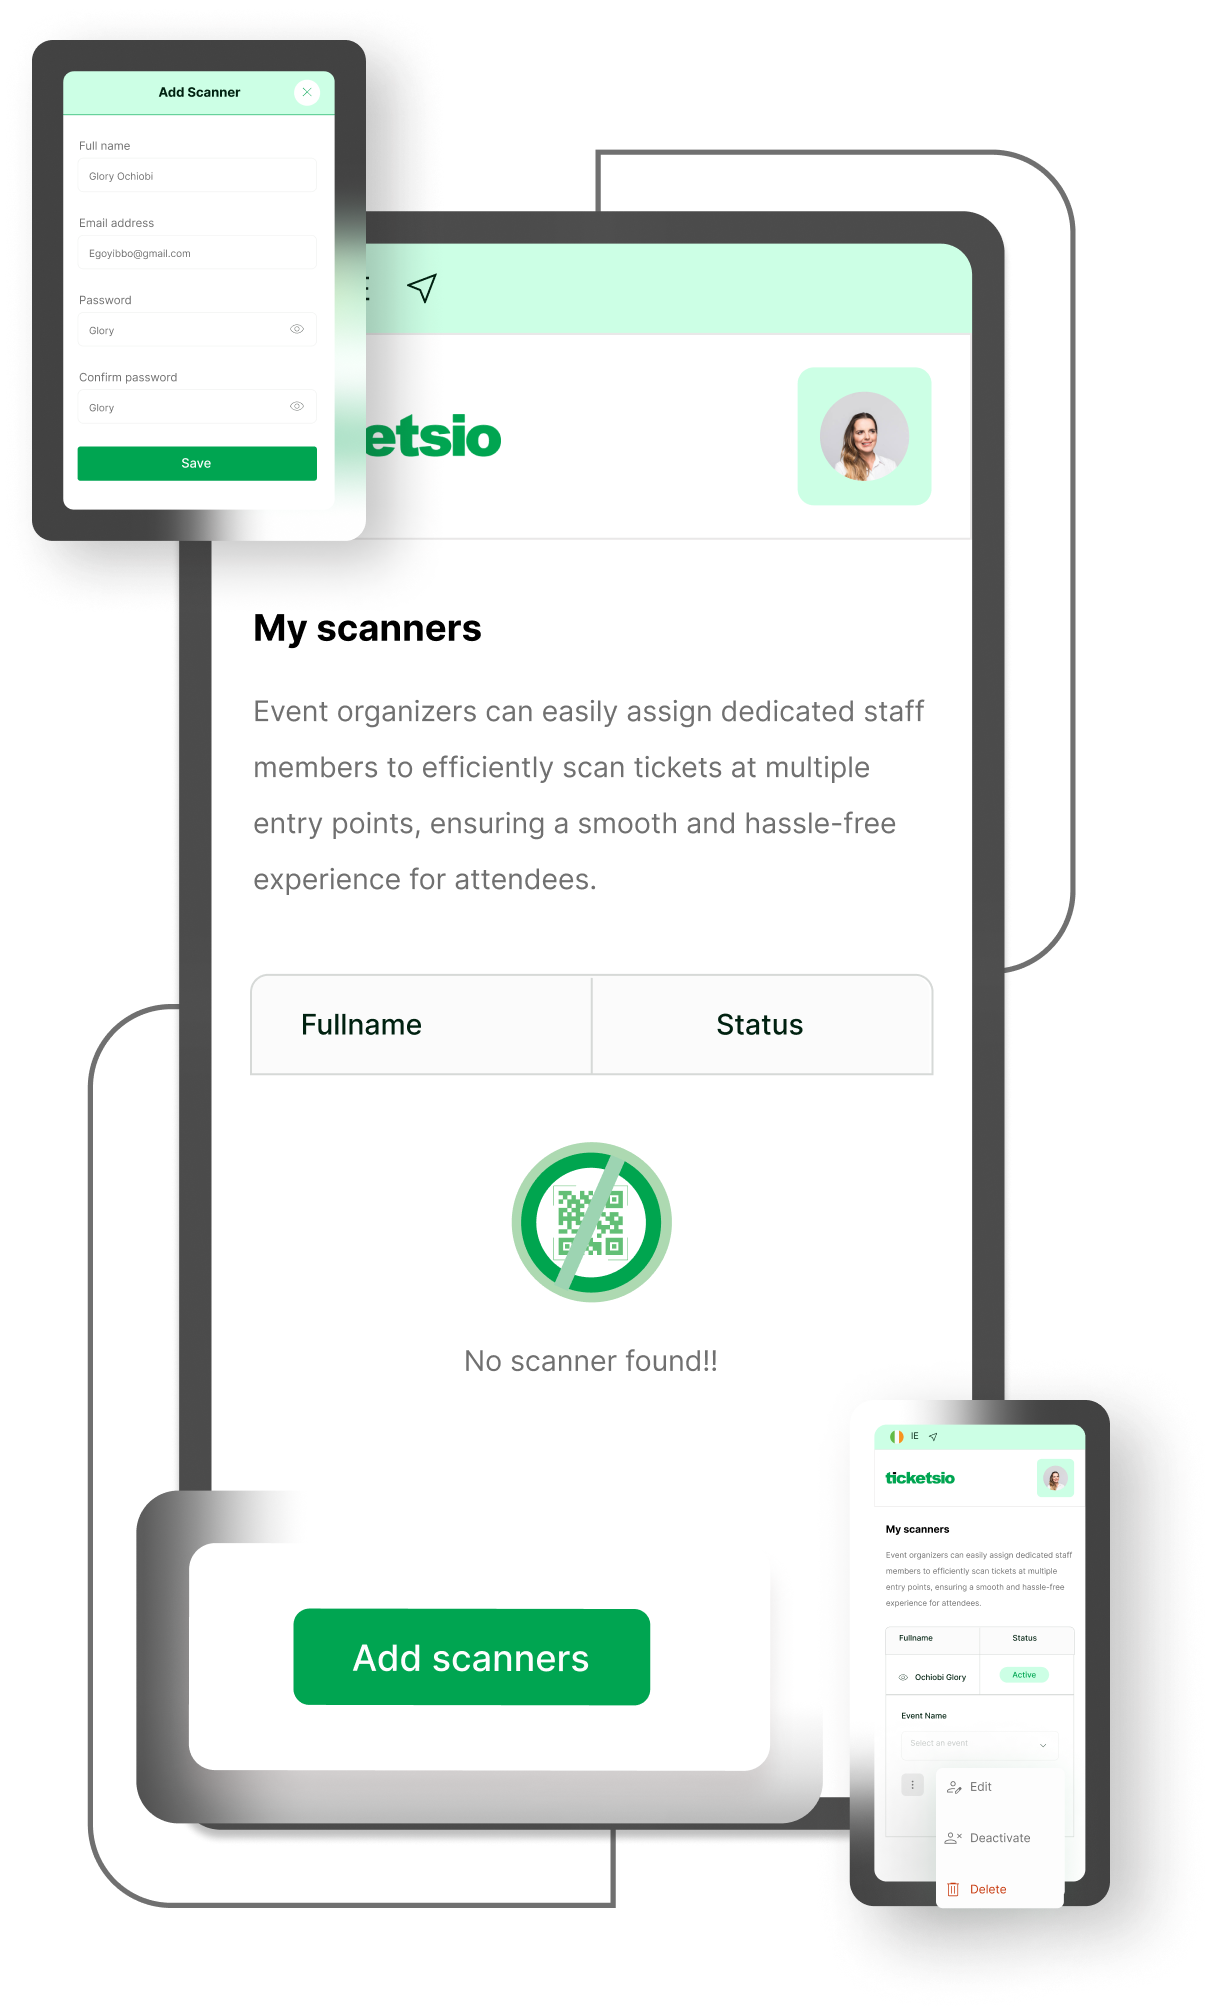 Add Scanner
Full name
Glory Ochiobi
Email address
Egoyibbo@gmail.com
Password
Glory
Confirm password
Glory
Save
etsio
My scanners
Event organizers can easily assign dedicated staff
members to efficiently scan tickets at multiple
entry points, ensuring a smooth and hassle-free
experience for attendees.
Fullname
Status
No scanner found!!
Add scanners
IE
ticketsio
My scanners
Event organizers can easily assign dedicated staff
members to efficiently scan tickets at multiple
entry points, ensuring a smooth and hassle-free
experience for attendees.
Fullname
Status
Ochiobi Glory
Active
Event Name
Select an event
Edit
Deactivate
Delete